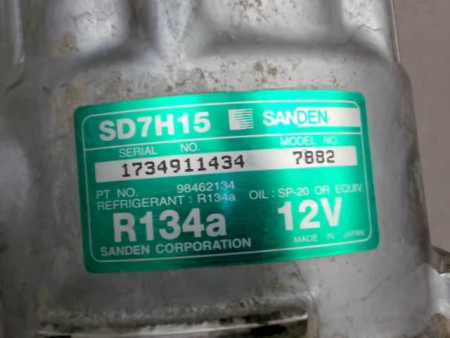 SD7H15 SANDEN
SERIAL NO. MODEL NO.
1734911434 7882
PT NO. 98462134
REFRIGERANT : R134a OIL : SP-20 OR EQUIV.
R134a 12V
SANDEN CORPORATION MADE IN JAPAN